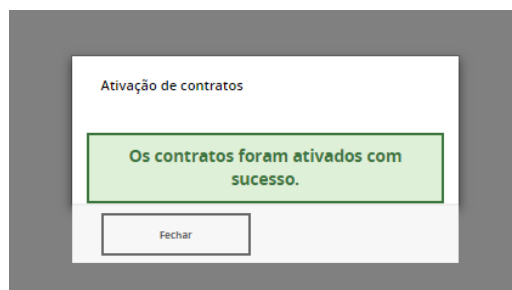 Ativação de contratos
Os contratos foram ativados com
sucesso.
Fechar